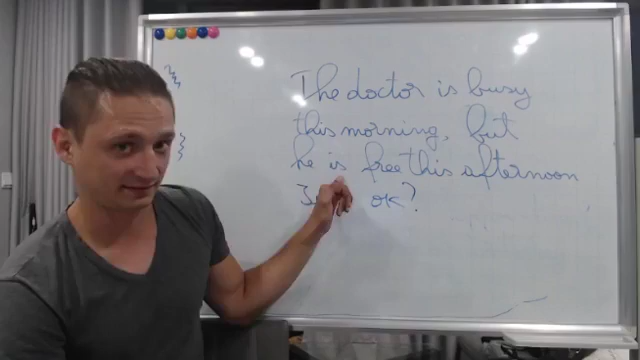 The doctor is busy
this morning, but
he is free this afternoon
ok?